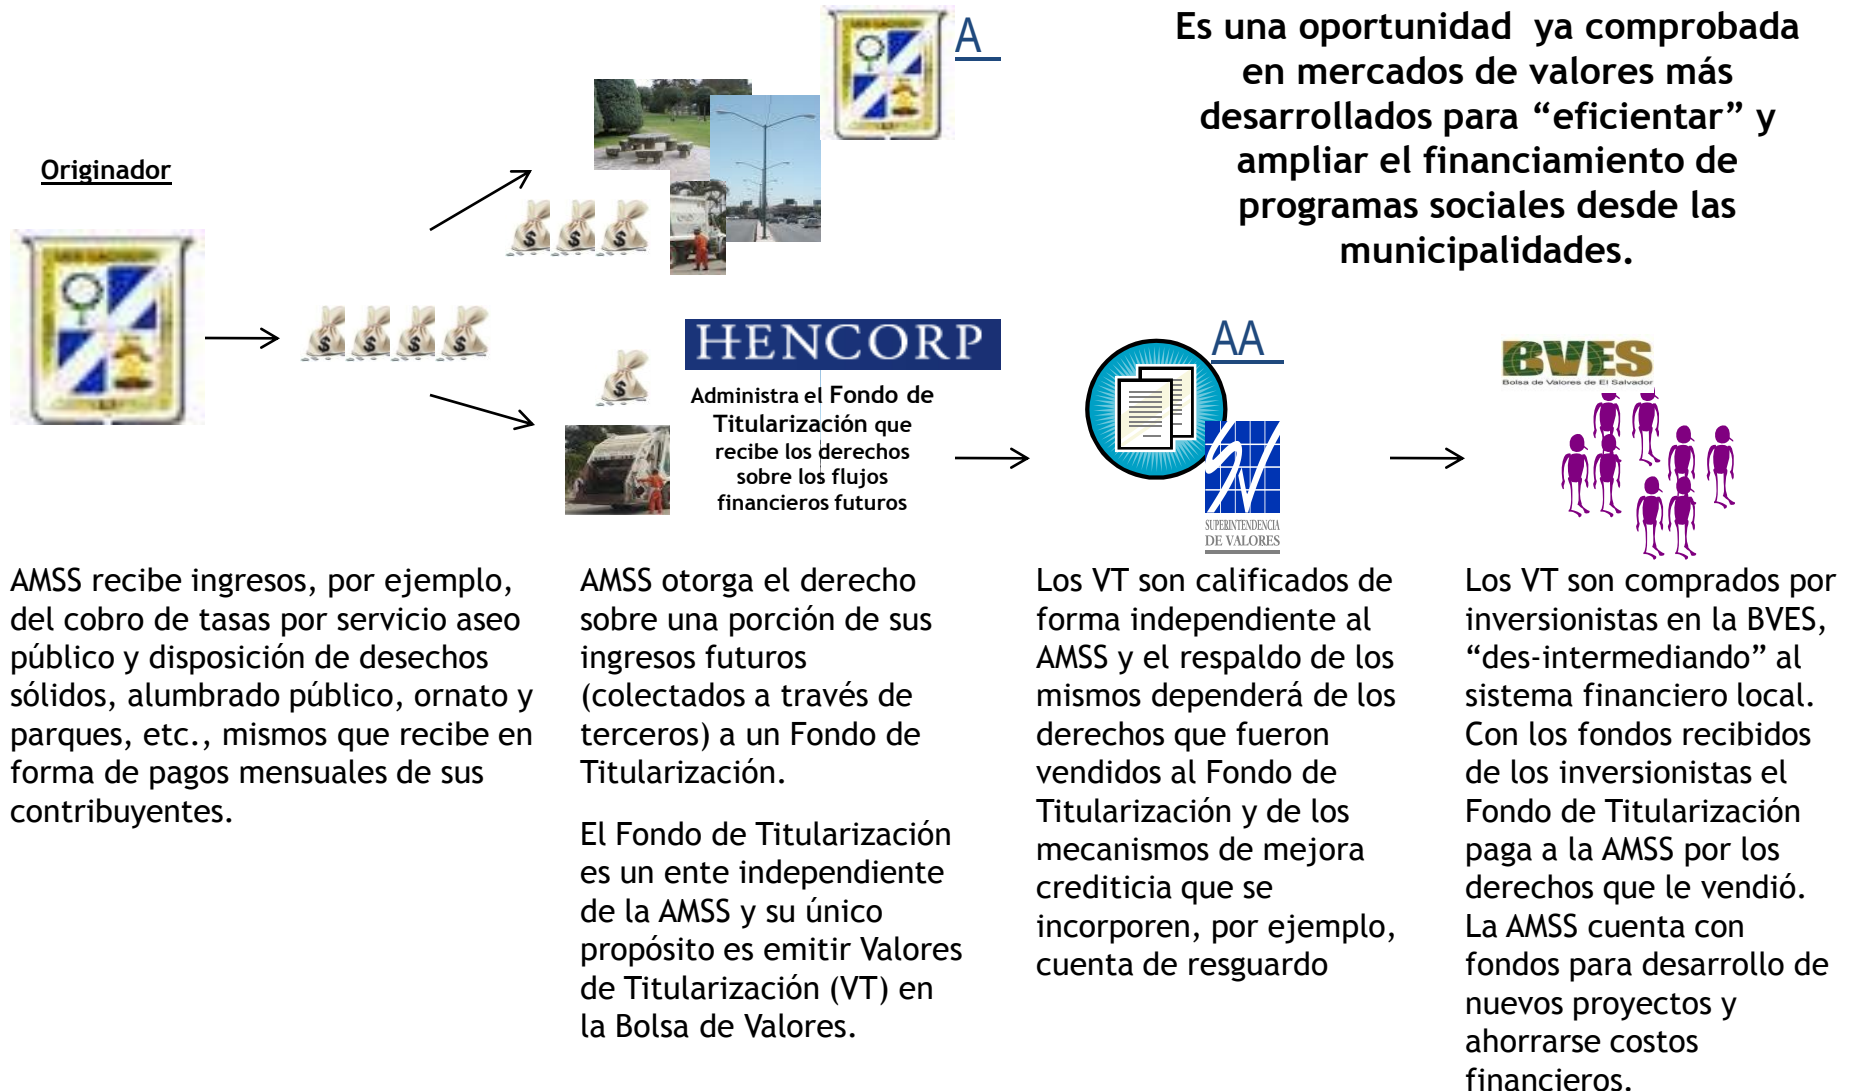 A
Es una oportunidad ya comprobada
en mercados de valores más
desarrollados para “eficientar” y
ampliar el financiamiento de
programas sociales desde las
municipalidades.
Originador
$ $ $
$ $ $ $
$
HENCORP
Administra el Fondo de
Titularización que
recibe los derechos
sobre los flujos
financieros futuros
AA
SUPERINTENDENCIA
DE VALORES
BVES
Bolsa de Valores de El Salvador
AMSS recibe ingresos, por ejemplo,
del cobro de tasas por servicio aseo
público y disposición de desechos
sólidos, alumbrado público, ornato y
parques, etc., mismos que recibe en
forma de pagos mensuales de sus
contribuyentes.
AMSS otorga el derecho
sobre una porción de sus
ingresos futuros
(colectados a través de
terceros) a un Fondo de
Titularización.
El Fondo de Titularización
es un ente independiente
de la AMSS y su único
propósito es emitir Valores
de Titularización (VT) en
la Bolsa de Valores.
Los VT son calificados de
forma independiente al
AMSS y el respaldo de los
mismos dependerá de los
derechos que fueron
vendidos al Fondo de
Titularización y de los
mecanismos de mejora
crediticia que se
incorporen, por ejemplo,
cuenta de resguardo
Los VT son comprados por
inversionistas en la BVES,
“des-intermediando” al
sistema financiero local.
Con los fondos recibidos
de los inversionistas el
Fondo de Titularización
paga a la AMSS por los
derechos que le vendió.
La AMSS cuenta con
fondos para desarrollo de
nuevos proyectos y
ahorrarse costos
financieros.